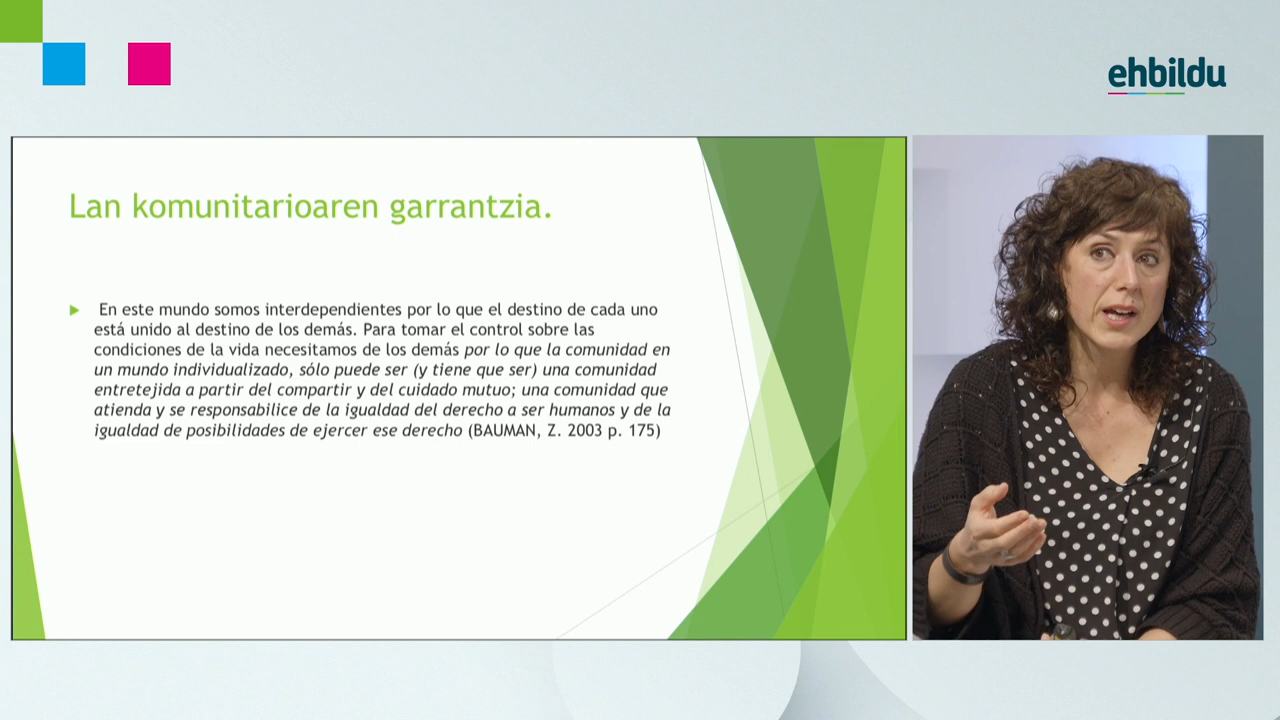 ehbildu
Lan komunitarioaren garrantzia.
En este mundo somos interdependientes por lo que el destino de cada uno
está unido al destino de los demás. Para tomar el control sobre las
condiciones de la vida necesitamos de los demás por lo que la comunidad en
un mundo individualizado, sólo puede ser (y tiene que ser) una comunidad
entretejida a partir del compartir y del cuidado mutuo; una comunidad que
atienda y se responsabilice de la igualdad del derecho a ser humanos y de la
igualdad de posibilidades de ejercer ese derecho (BAUMAN, Z. 2003 p. 175)